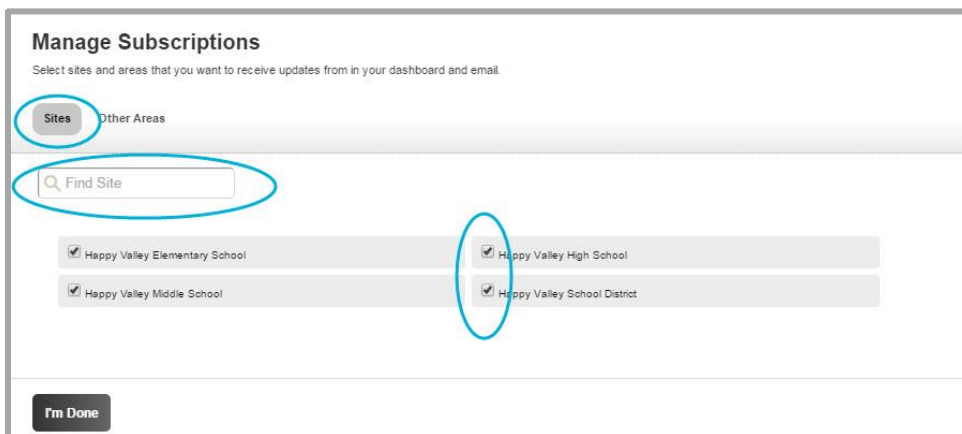 Manage Subscriptions
Select sites and areas that you want to receive updates from in your dashboard and email.
Sites Other Areas
Find Site
Happy Valley Elementary School Happy Valley High School
Happy Valley Middle School Happy Valley School District
I'm Done